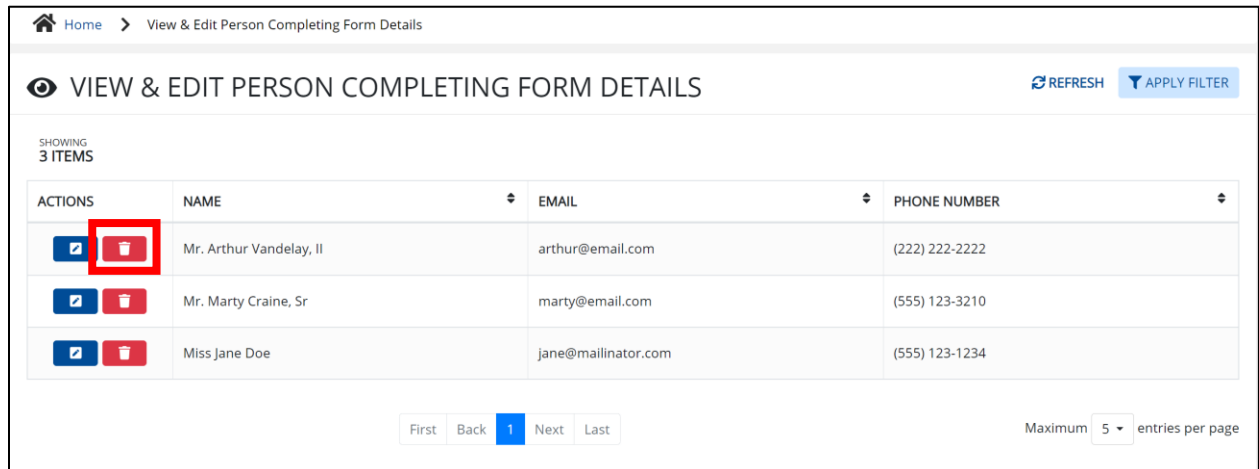 Home > View & Edit Person Completing Form Details
VIEW & EDIT PERSON COMPLETING FORM DETAILS
REFRESH APPLY FILTER
SHOWING
3 ITEMS
ACTIONS NAME EMAIL PHONE NUMBER
Mr. Arthur Vandelay, II arthur@email.com (222) 222-2222
Mr. Marty Craine, Sr marty@email.com (555) 123-3210
Miss Jane Doe jane@mailinator.com (555) 123-1234
First Back 1 Next Last Maximum 5 entries per page